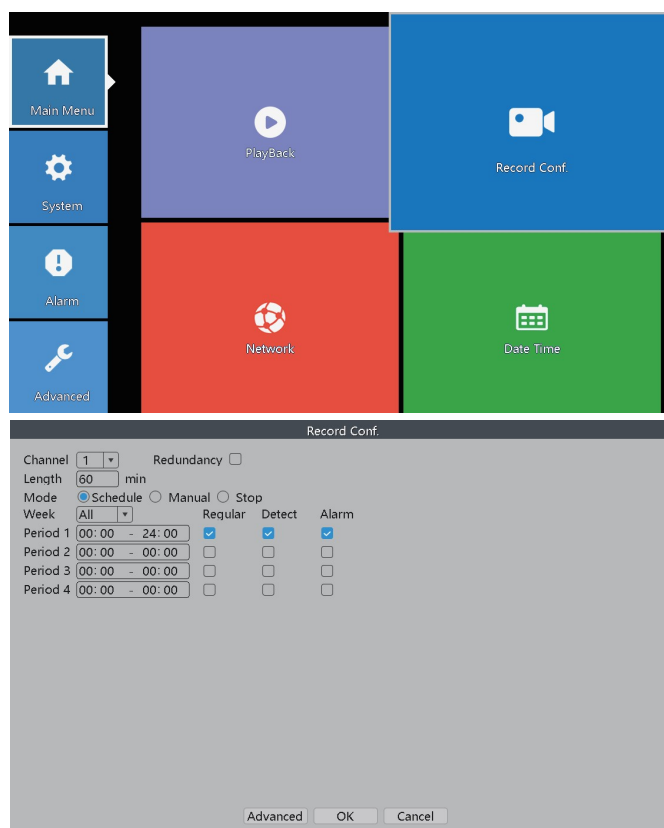 Main Menu
PlayBack
Record Conf.
System
Alarm
Network
Date Time
Advanced
Record Conf.
Channel 1 Redundancy
Length 60 min
Mode Schedule Manual Stop
Week All Regular Detect Alarm
Period 1 00:00 - 24:00
Period 2 00:00 - 00:00
Period 3 00:00 - 00:00
Period 4 00:00 - 00:00
Advanced OK Cancel